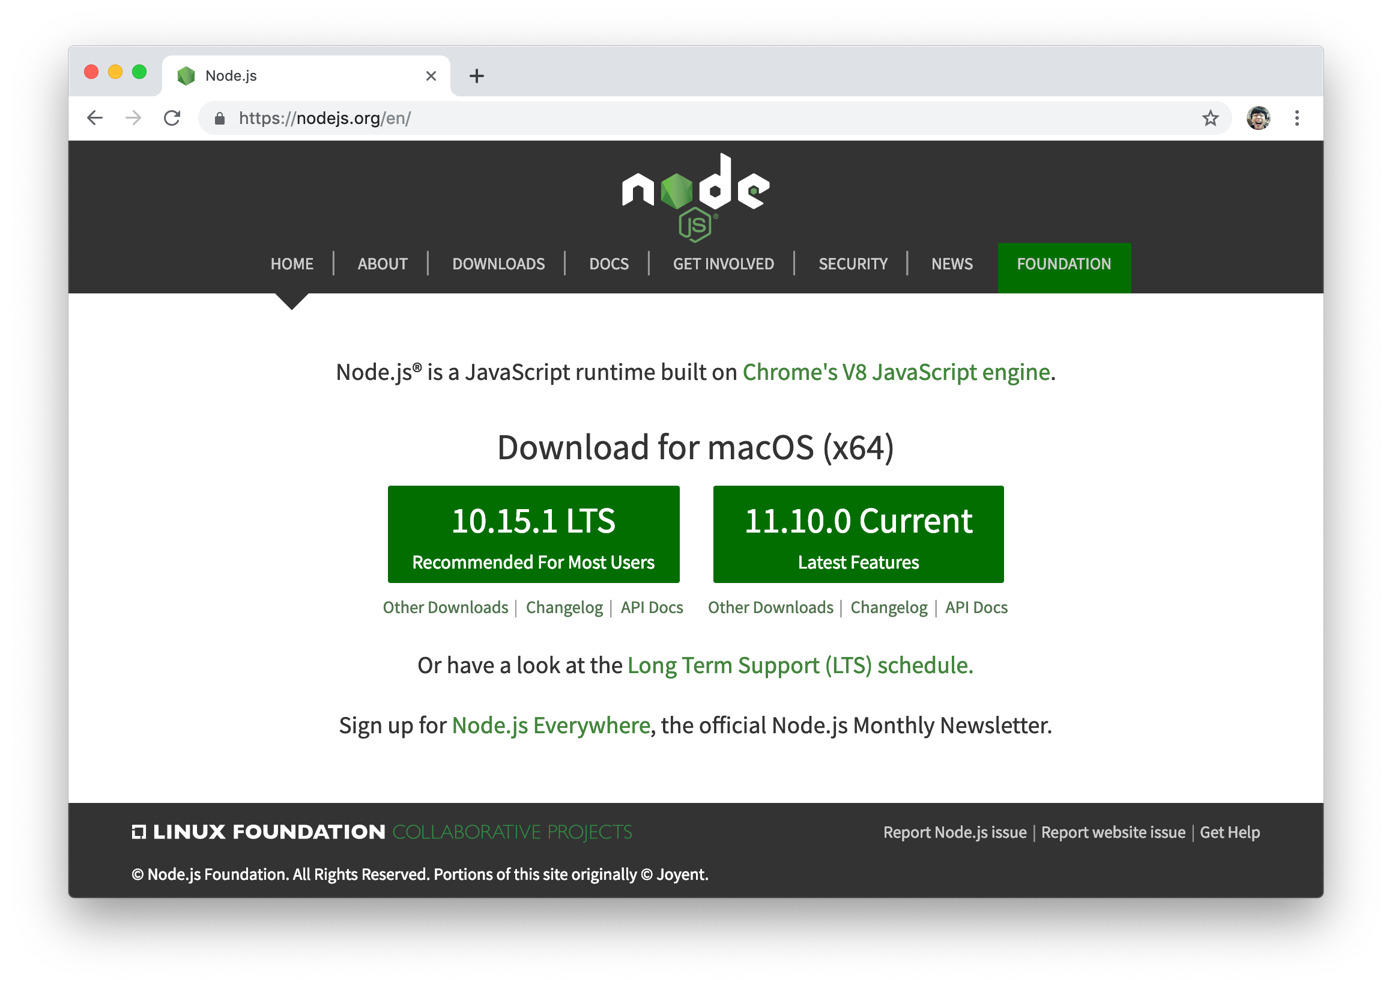 Node.js
https://nodejs.org/en/
node
JS®
HOME | ABOUT | DOWNLOADS | DOCS | GET INVOLVED | SECURITY | NEWS FOUNDATION
Node.js® is a JavaScript runtime built on Chrome's V8 JavaScript engine.
Download for macOS (x64)
10.15.1 LTS
Recommended For Most Users
Other Downloads | Changelog | API Docs
11.10.0 Current
Latest Features
Other Downloads | Changelog | API Docs
Or have a look at the Long Term Support (LTS) schedule.
Sign up for Node.js Everywhere, the official Node.js Monthly Newsletter.
LINUX FOUNDATION COLLABORATIVE PROJECTS
Report Node.js issue | Report website issue | Get Help
© Node.js Foundation. All Rights Reserved. Portions of this site originally © Joyent.